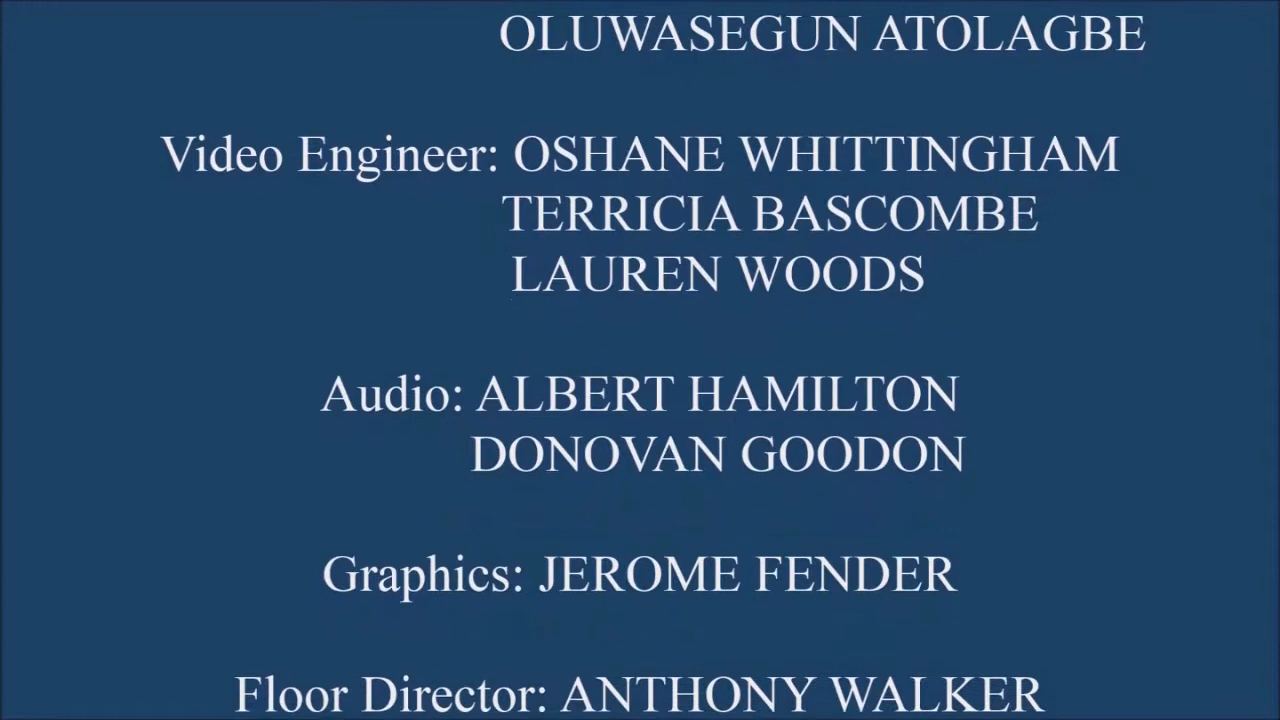 OLUWASEGUN ATOLAGBE
Video Engineer: OSHANE WHITTINGHAM
TERRICIA BASCOMBE
LAUREN WOODS
Audio: ALBERT HAMILTON
DONOVAN GOODON
Graphics: JEROME FENDER
Floor Director: ANTHONY WALKER